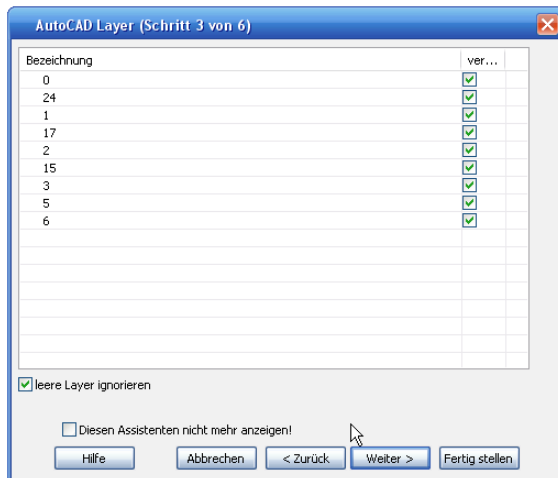 AutoCAD Layer (Schritt 3 von 6)
Bezeichnung ver...
0
24
1
17
2
15
3
5
6
leere Layer ignorieren
Diesen Assistenten nicht mehr anzeigen!
Hilfe Abbrechen < Zurück Weiter > Fertig stellen